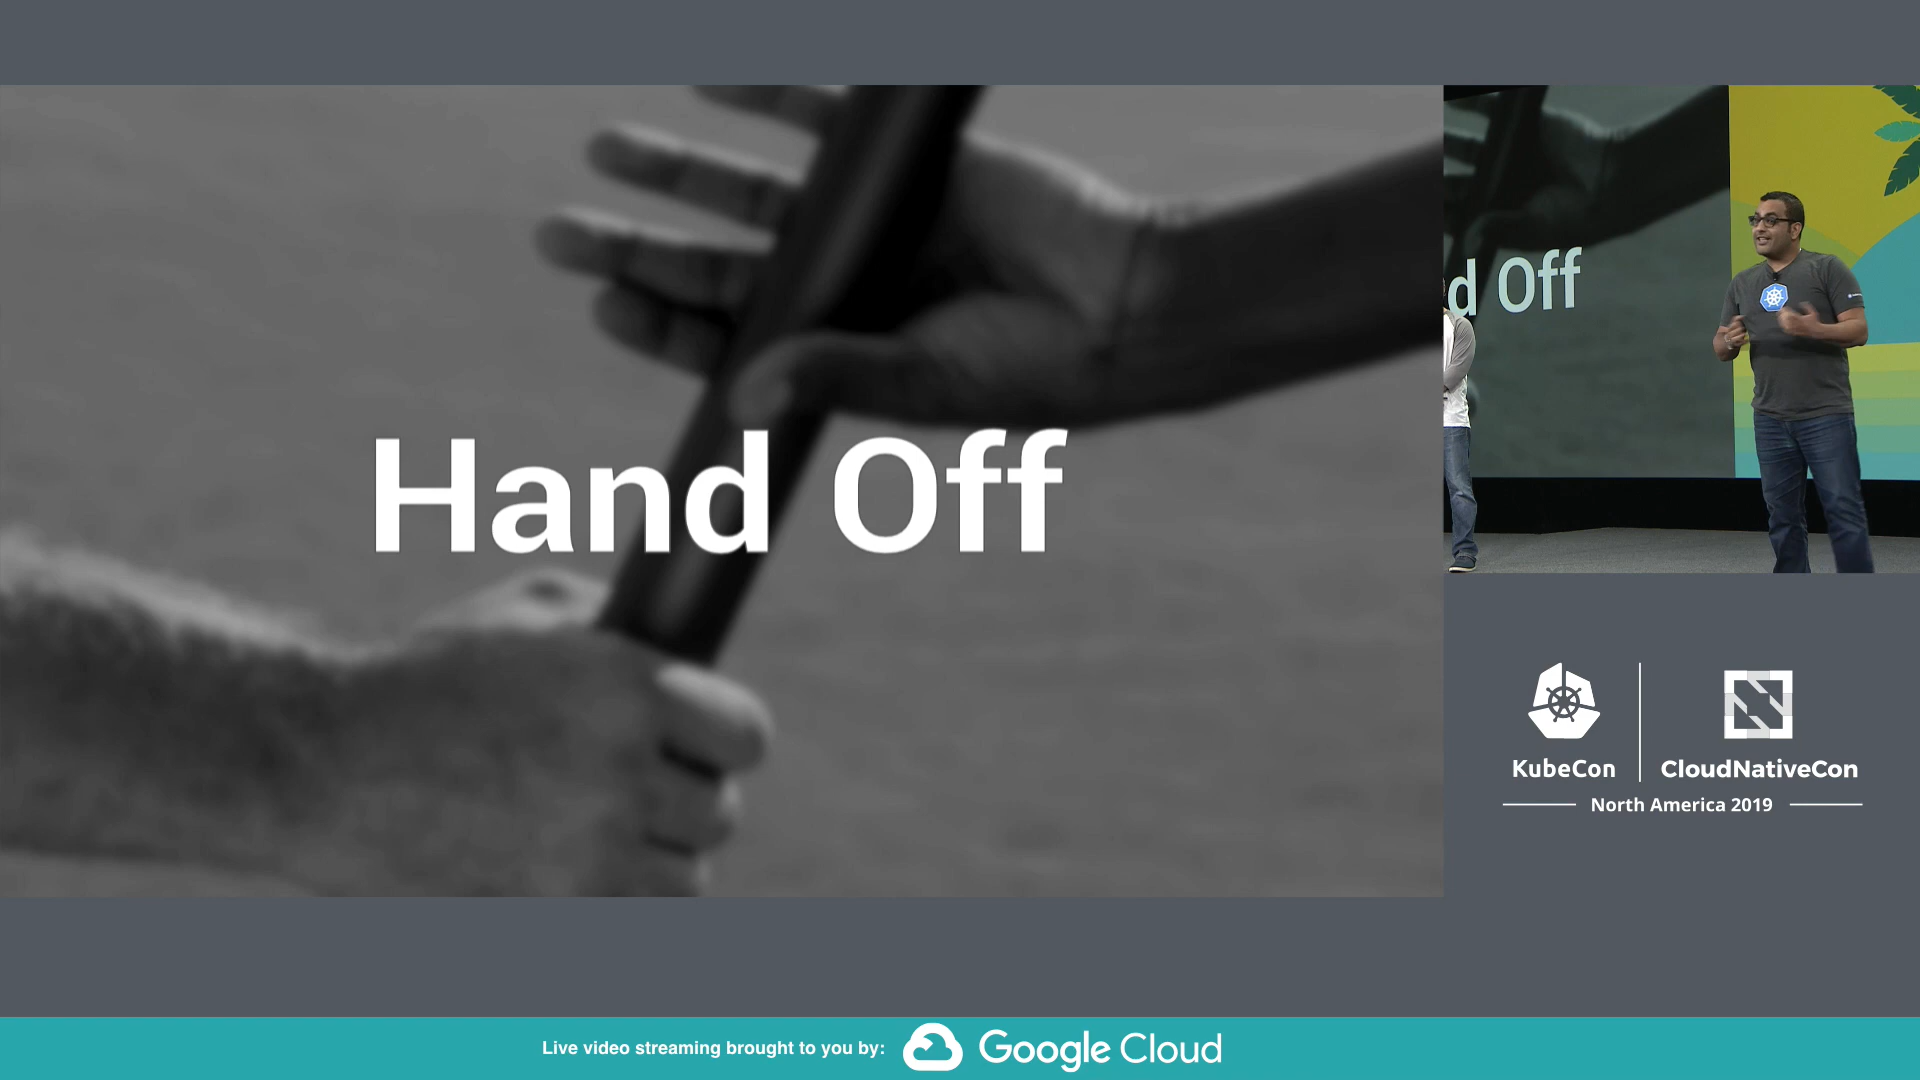 Hand Off
d Off
KubeCon
CloudNativeCon
North America 2019
Live video streaming brought to you by:
Google Cloud